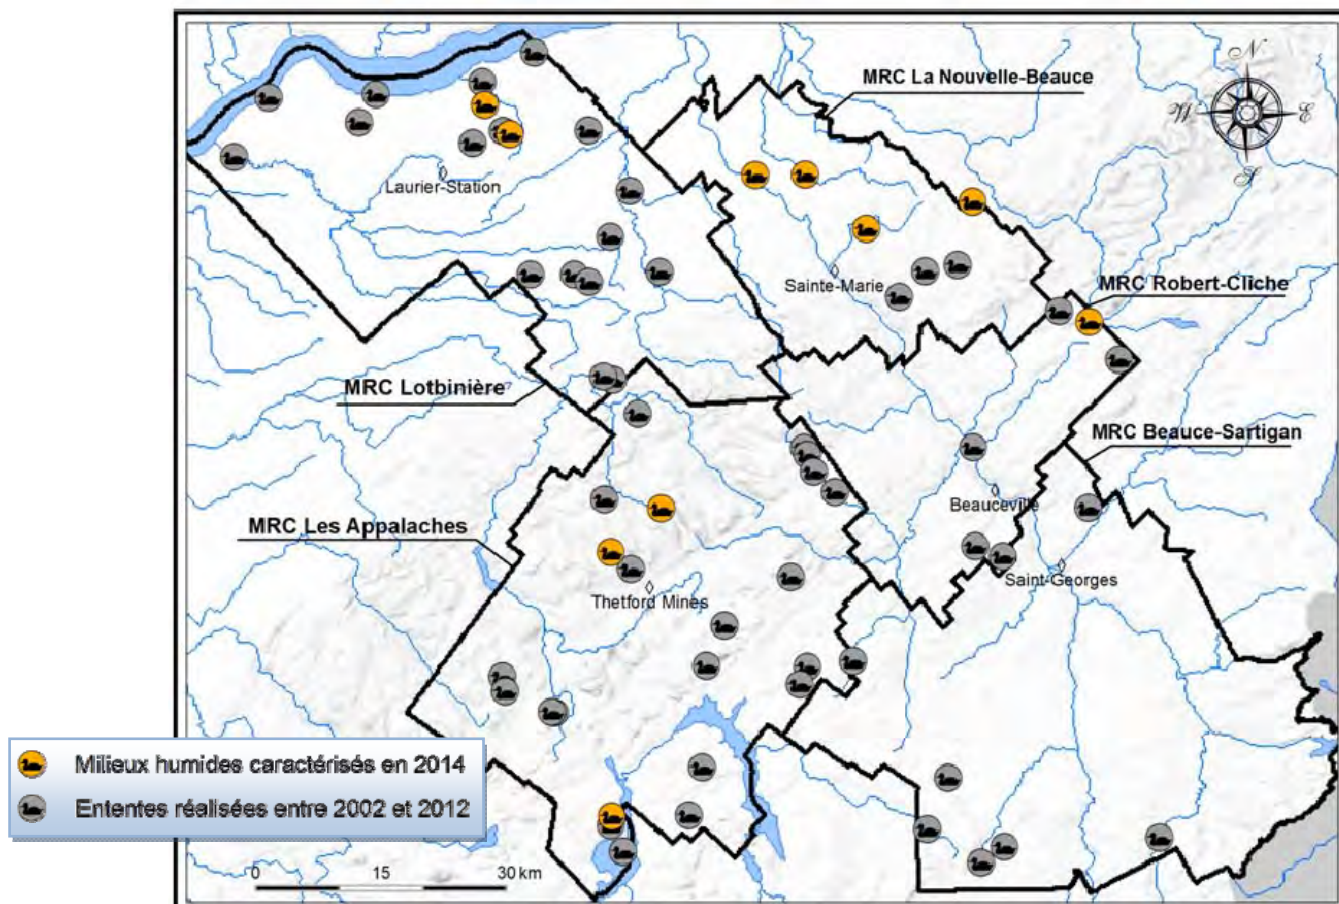 N
MRC La Nouvelle-Beauce
W
E
S
Laurier-Station
Sainte-Marie
MRC Robert-Cliche
MRC Lotbinière
MRC Beauce-Sartigan
Beauceville
MRC Les Appalaches
Saint-Georges
Thetford Mines
Milieux humides caractérisés en 2014
Ententes réalisées entre 2002 et 2012
0 15 30 km